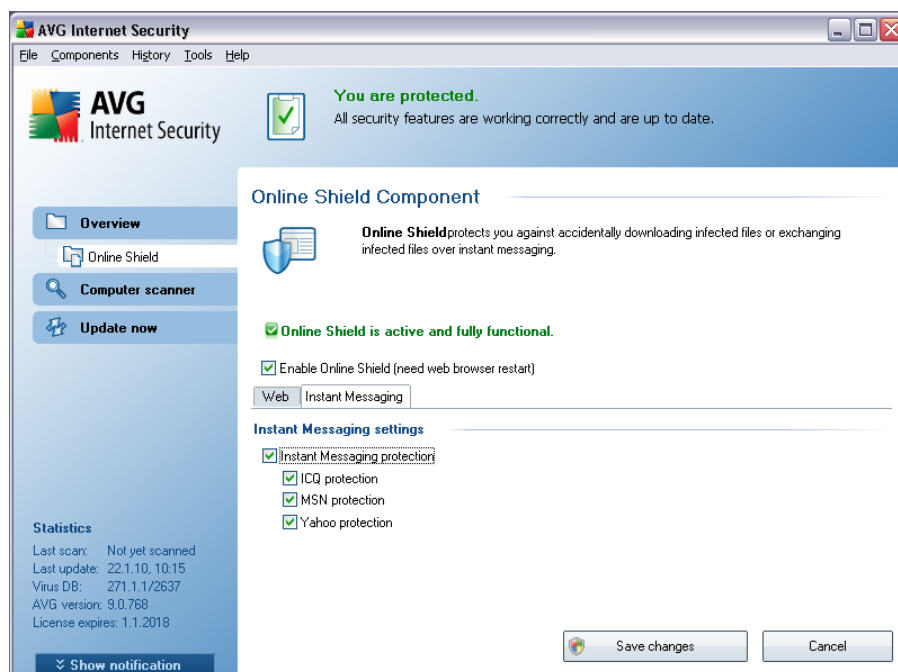 AVG Internet Security
File Components History Tools Help
AVG
Internet Security
You are protected.
All security features are working correctly and are up to date.
Overview
Online Shield
Computer scanner
Update now
Online Shield Component
Online Shieldprotects you against accidentally downloading infected files or exchanging
infected files over instant messaging.
Online Shield is active and fully functional.
Enable Online Shield (need web browser restart)
Web Instant Messaging
Instant Messaging settings
Instant Messaging protection
ICQ protection
MSN protection
Yahoo protection
Statistics
Last scan: Not yet scanned
Last update: 22.1.10, 10:15
Virus DB: 271.1.1/2637
AVG version: 9.0.768
License expires: 1.1.2018
Show notification
Save changes
Cancel